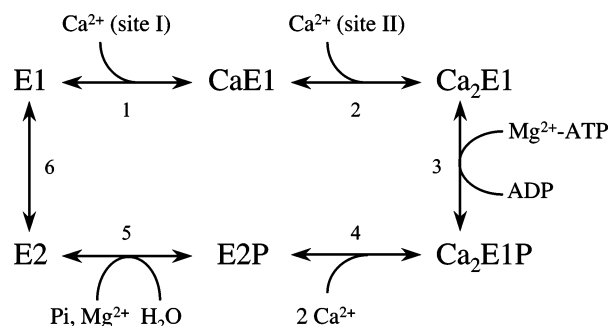 Ca²⁺ (site I) Ca²⁺ (site II)
E1 CaE1 Ca₂E1
1 2
Mg²⁺-ATP
6 3
ADP
5 4
E2 E2P Ca₂E1P
Pi, Mg²⁺ H₂O 2 Ca²⁺